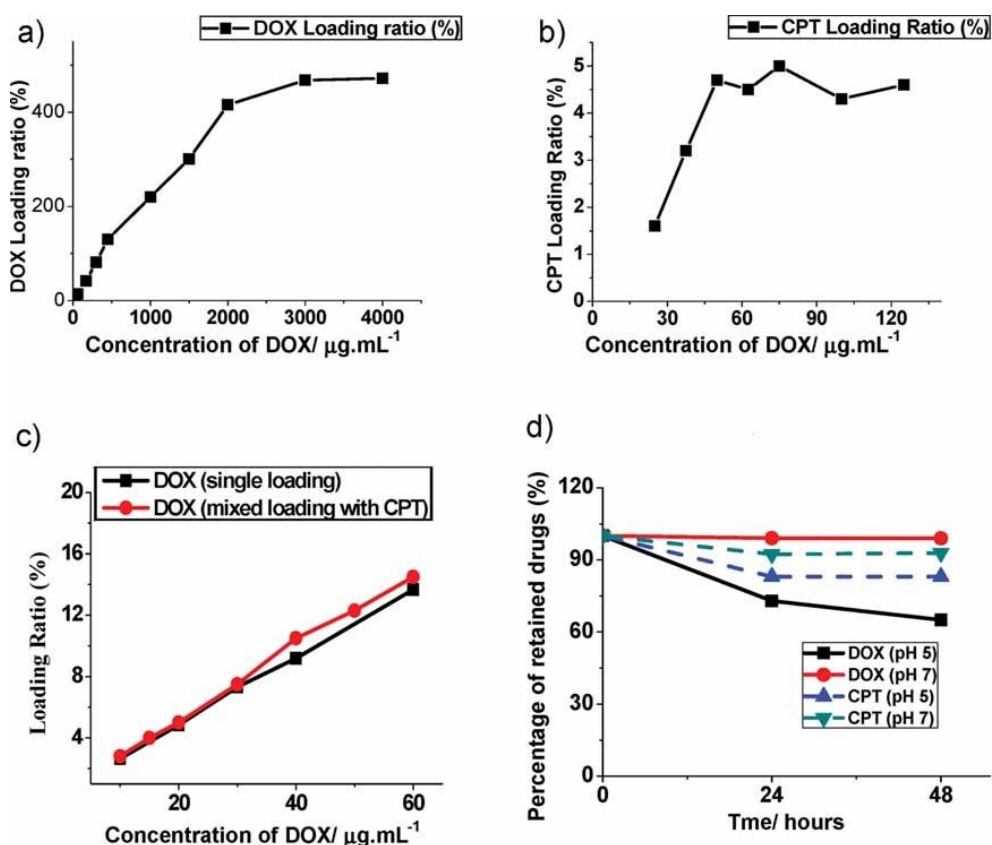 a)
DOX Loading ratio (%)
DOX Loading ratio (%)
400
200
0
0 1000 2000 3000 4000
Concentration of DOX/ μg.mL⁻¹
b)
CPT Loading Ratio (%)
CPT Loading Ratio (%)
5
4
3
2
1
0
0 30 60 90 120
Concentration of DOX/ μg.mL⁻¹
c)
DOX (single loading)
DOX (mixed loading with CPT)
Loading Ratio (%)
20
16
12
8
4
20 40 60
Concentration of DOX/ μg.mL⁻¹
d)
Percentage of retained drugs (%)
120
90
60
30
0
DOX (pH 5)
DOX (pH 7)
CPT (pH 5)
CPT (pH 7)
0 24 48
Tme/ hours